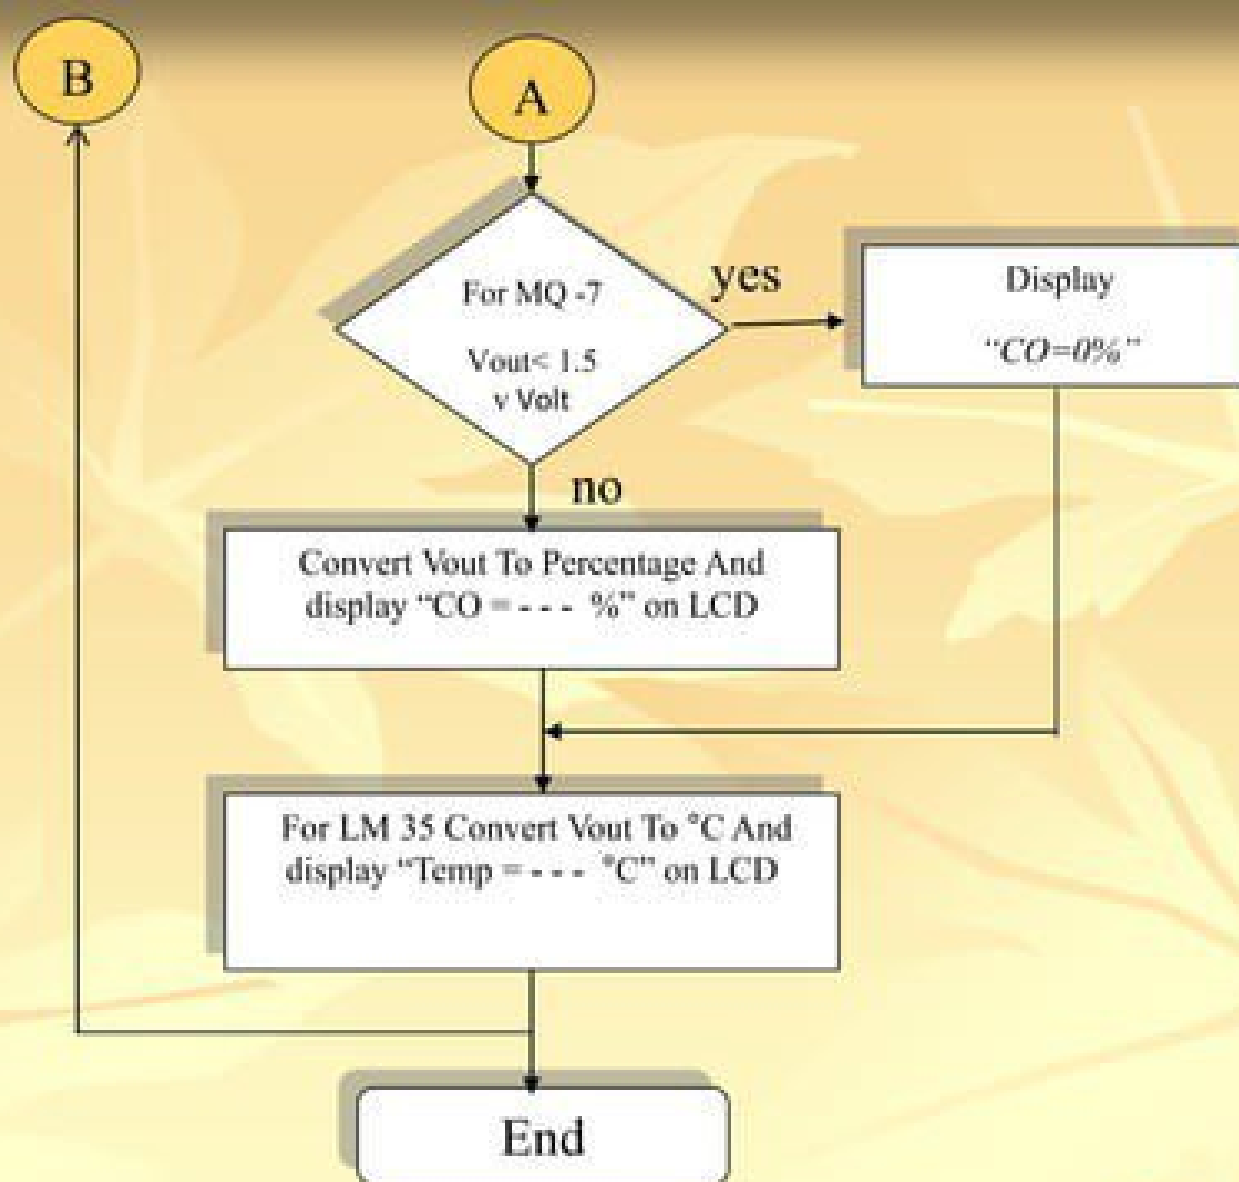 B
A
For MQ -7
Vout< 1.5
v Volt
yes
Display
“CO=0%”
no
Convert Vout To Percentage And
display “CO = - - - %” on LCD
For LM 35 Convert Vout To °C And
display “Temp = - - - °C” on LCD
End